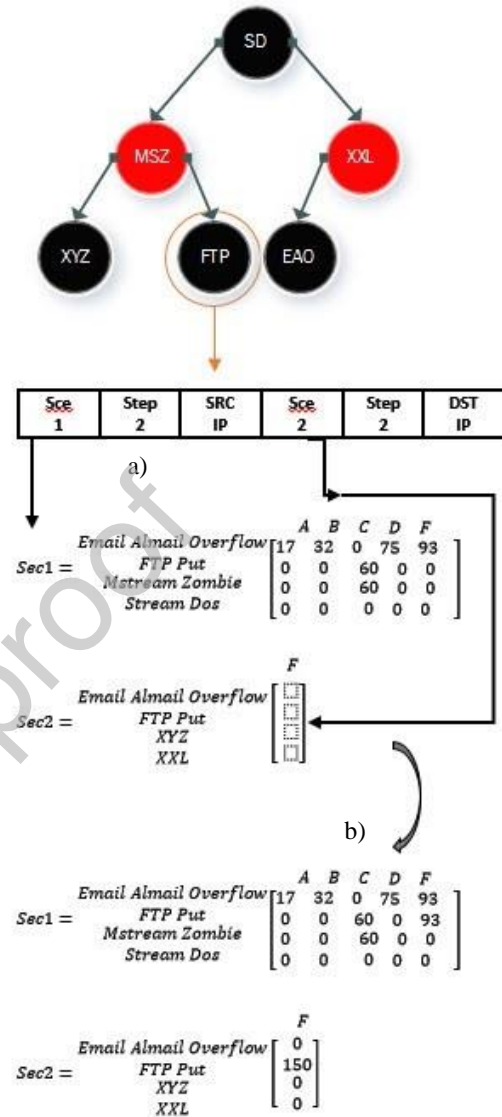 SD
MSZ XXL
XYZ FTP EAO
Sce 1 Step 2 SRC IP Sce 2 Step 2 DST IP
a)
A B C D F
Email Almail Overflow 17 32 0 75 93
Sec1 = FTP Put 0 0 60 0 0
Mstream Zombie 0 0 60 0 0
Stream Dos 0 0 0 0 0
F
Email Almail Overflow
Sec2 = FTP Put
XYZ
XXL
b)
A B C D F
Email Almail Overflow 17 32 0 75 93
Sec1 = FTP Put 0 0 60 0 93
Mstream Zombie 0 0 60 0 0
Stream Dos 0 0 0 0 0
F
Email Almail Overflow 0
Sec2 = FTP Put 150
XYZ 0
XXL 0
proof